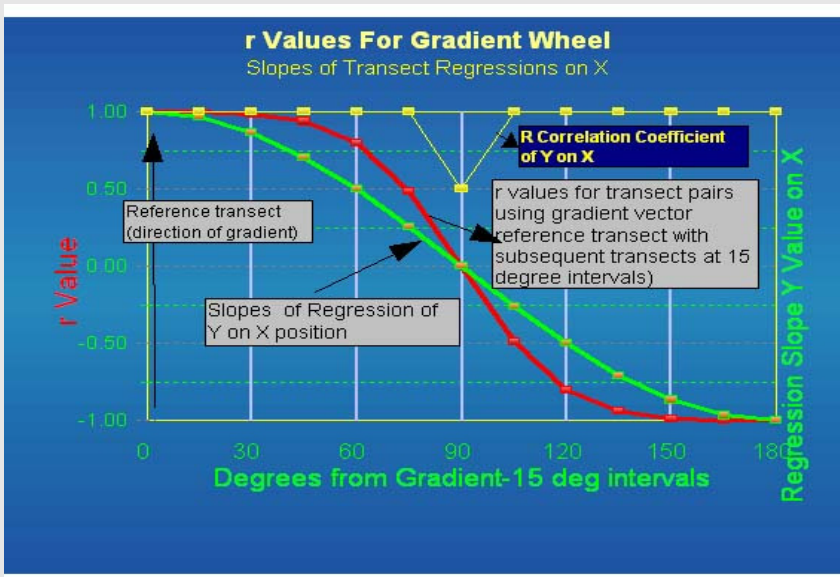 r Values For Gradient Wheel
Slopes of Transect Regressions on X
1.00
0.50
0.00
-0.50
-1.00
r Value
R Correlation Coefficient
of Y on X
Reference transect
(direction of gradient)
r values for transect pairs
using gradient vector
reference transect with
subsequent transects at 15
degree intervals)
Slopes of Regression of
Y on X position
Regression Slope Y Value on X
0 30 60 90 120 150 180
Degrees from Gradient-15 deg intervals